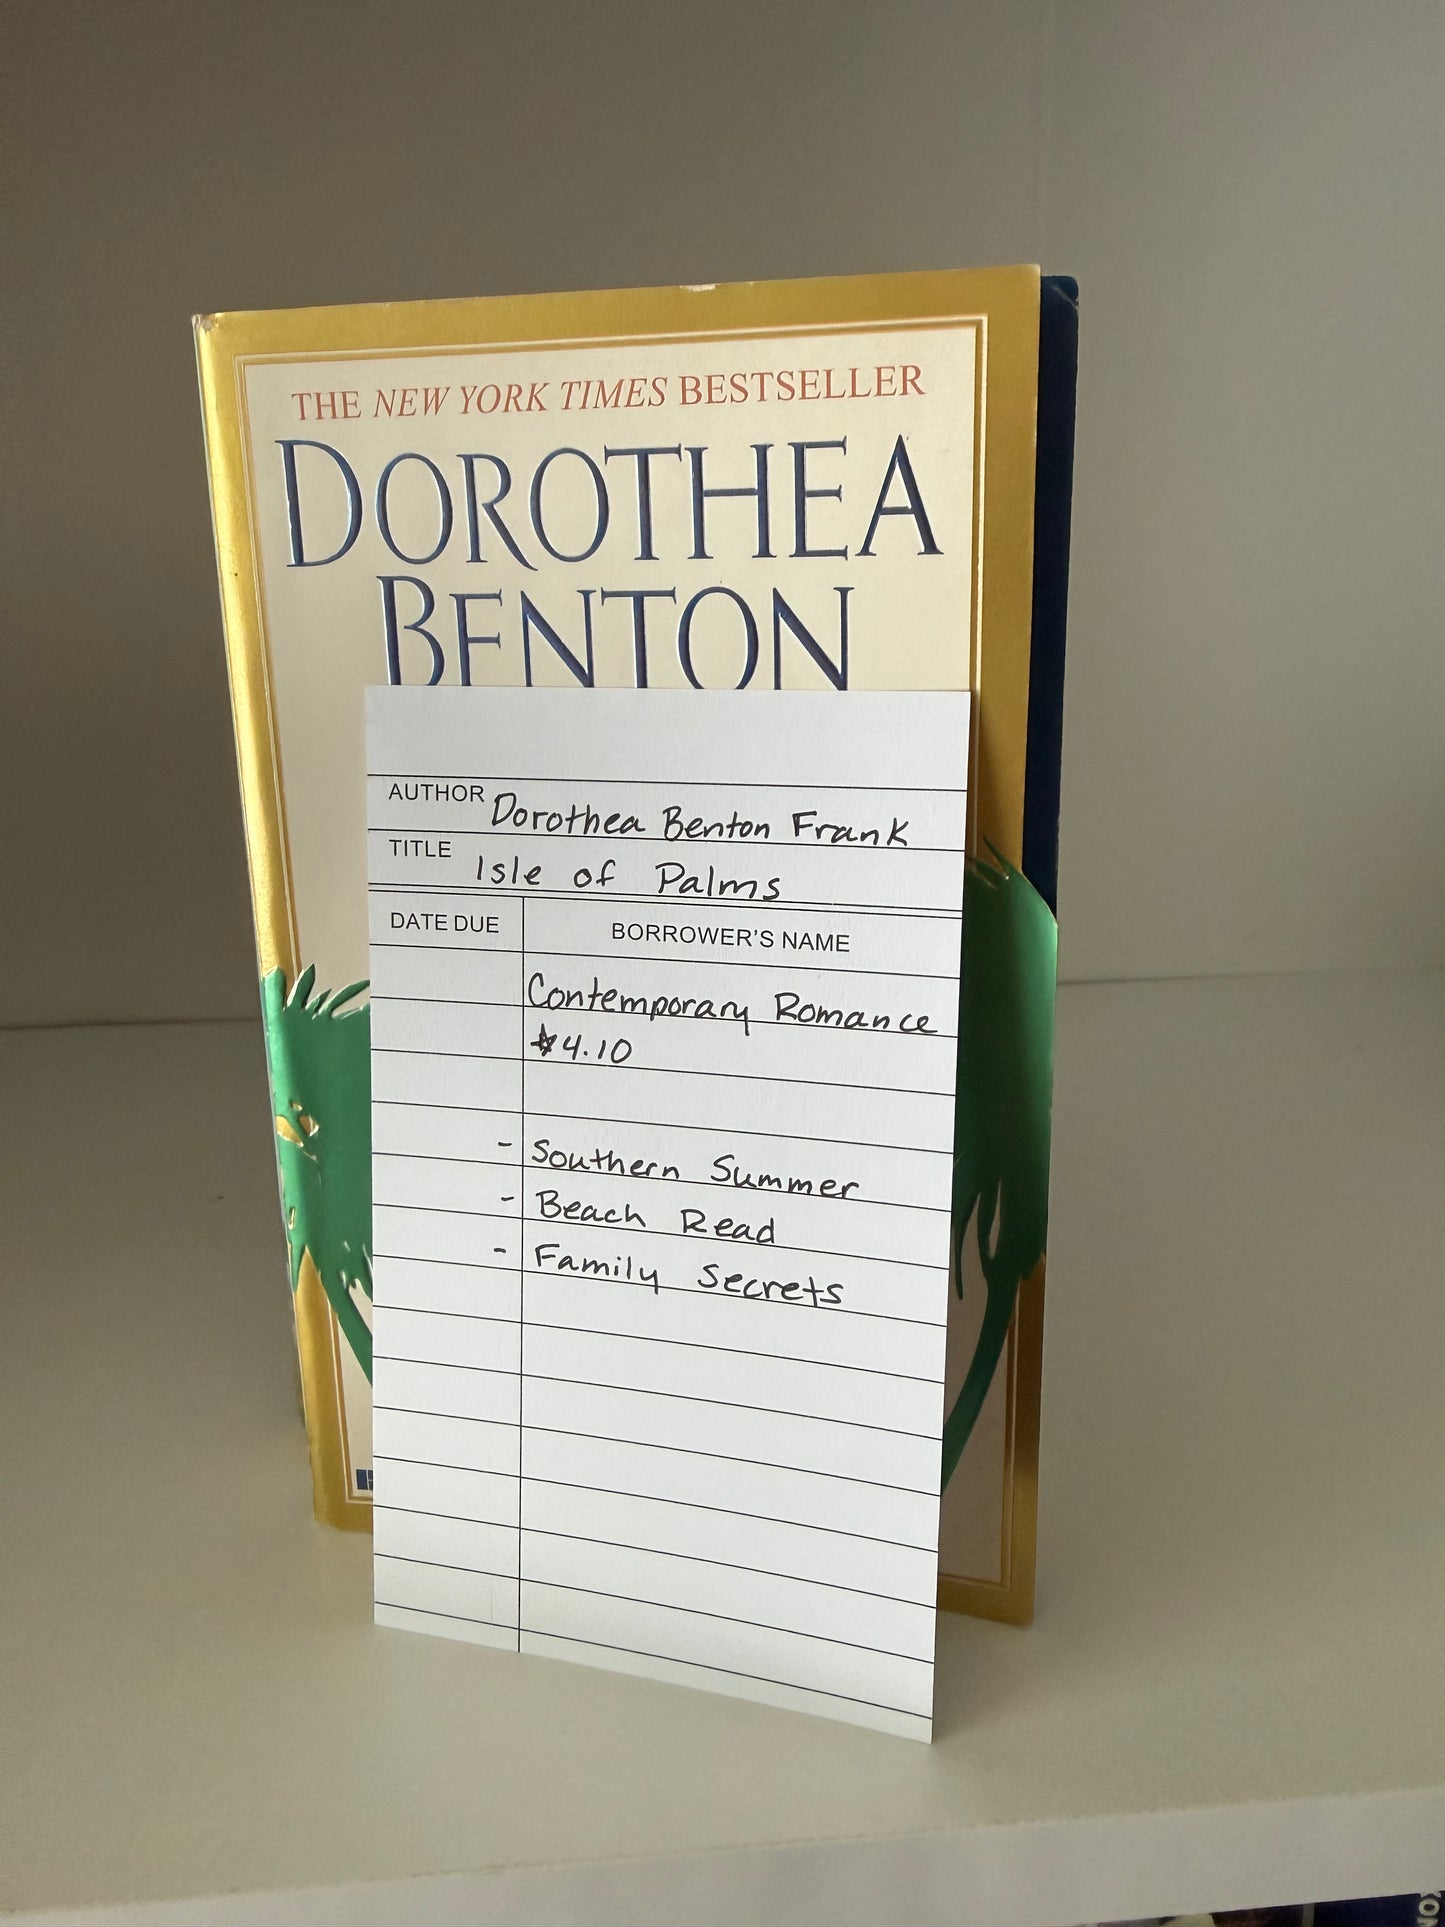 THE NEW YORK TIMES BESTSELLER
DOROTHEA
BENTON
AUTHOR Dorothea Benton Frank
TITLE Isle of Palms
DATE DUE BORROWER'S NAME
Contemporary Romance
☆4.10
- Southern Summer
- Beach Read
- Family Secrets